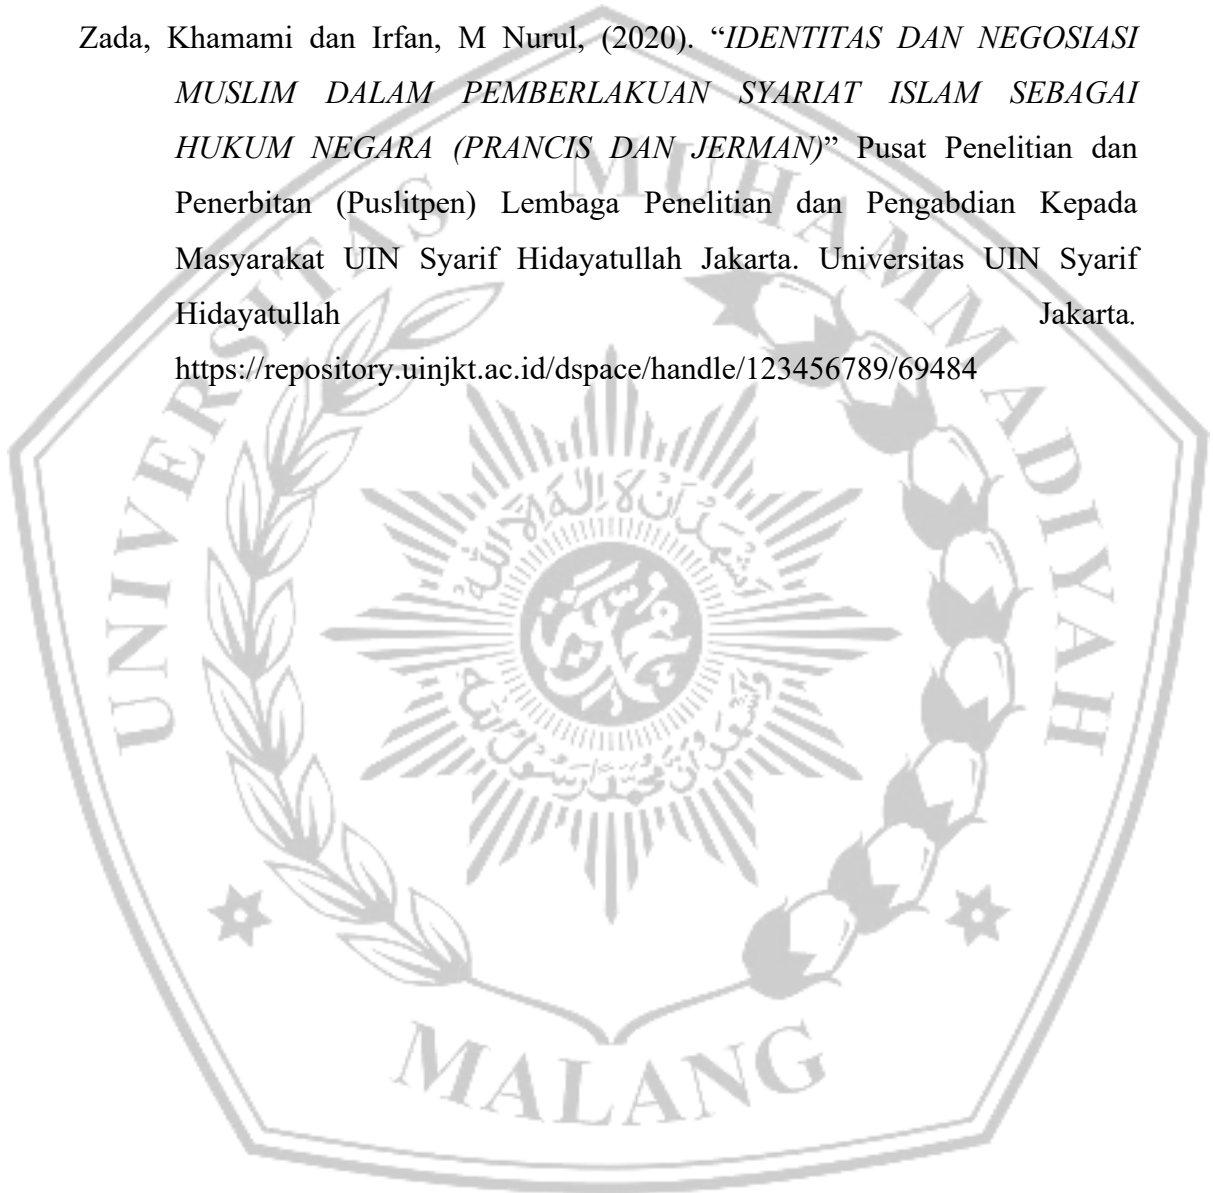 Zada, Khamami dan Irfan, M Nurul, (2020). “IDENTITAS DAN NEGOSIASI
MUSLIM DALAM PEMBERLAKUAN SYARIAT ISLAM SEBAGAI
HUKUM NEGARA (PRANCIS DAN JERMAN)” Pusat Penelitian dan
Penerbitan (Puslitpen) Lembaga Penelitian dan Pengabdian Kepada
Masyarakat UIN Syarif Hidayatullah Jakarta. Universitas UIN Syarif
Hidayatullah Jakarta.
https://repository.uinjkt.ac.id/dspace/handle/123456789/69484
UNIVERSITAS MUHAMMADIYAH
MALANG